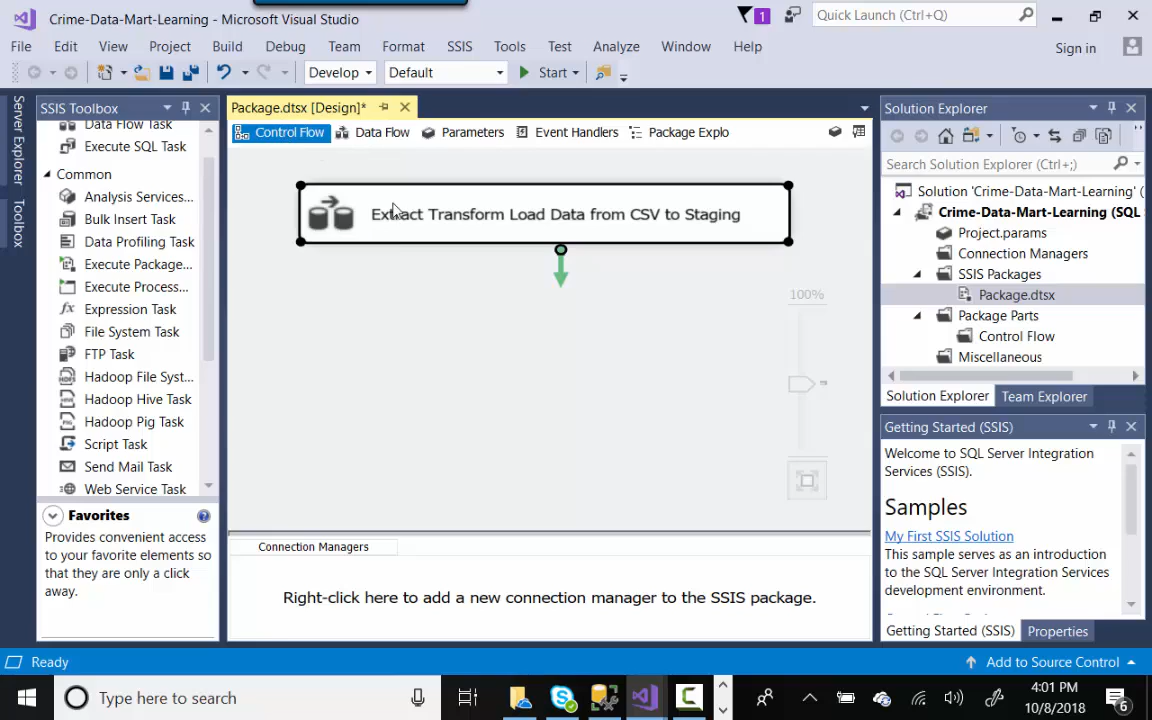 Crime-Data-Mart-Learning - Microsoft Visual Studio
1
Quick Launch (Ctrl+Q)
File Edit View Project Build Debug Team Format SSIS Tools Test Analyze Window Help
Sign in
Develop
Default
Start
Server Explorer
Toolbox
SSIS Toolbox
Data Flow Task
Execute SQL Task
Common
Analysis Services...
Bulk Insert Task
Data Profiling Task
Execute Package...
Execute Process...
Expression Task
File System Task
FTP Task
Hadoop File Syst...
Hadoop Hive Task
Hadoop Pig Task
Script Task
Send Mail Task
Web Service Task
Favorites
Provides convenient access
to your favorite elements so
that they are only a click
away.
Package.dtsx [Design]*
Control Flow
Data Flow
Parameters
Event Handlers
Package Explo
Extract Transform Load Data from CSV to Staging
100%
Connection Managers
Right-click here to add a new connection manager to the SSIS package.
Solution Explorer
Search Solution Explorer (Ctrl+;)
Solution 'Crime-Data-Mart-Learning' (
Crime-Data-Mart-Learning (SQL
Project.params
Connection Managers
SSIS Packages
Package.dtsx
Package Parts
Control Flow
Miscellaneous
Solution Explorer
Team Explorer
Getting Started (SSIS)
Welcome to SQL Server Integration
Services (SSIS).
Samples
My First SSIS Solution
This sample serves as an introduction
to the SQL Server Integration Services
development environment.
Getting Started (SSIS)
Properties
Ready
Add to Source Control
Type here to search
4:01 PM
10/8/2018
6